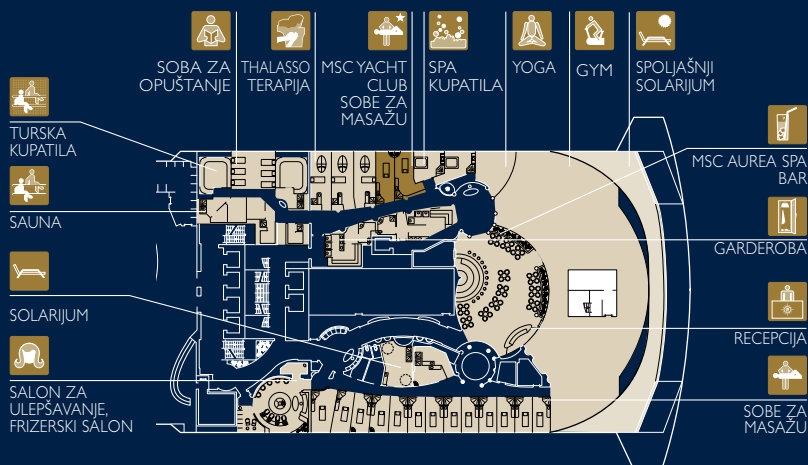 SOBA ZA
OPUŠTANJE
THALASSO
TERAPIJA
MSC YACHT
CLUB
SOBE ZA
MASAŽU
SPA
KUPATILA
YOGA
GYM
SPOLJAŠNJI
SOLARIJUM
TURSKA
KUPATILA
SAUNA
SOLARIJUM
SALON ZA
ULEPŠAVANJE,
FRIZERSKI SALON
MSC AUREA SPA
BAR
GARDEROBA
RECEPCIJA
SOBE ZA
MASAŽU